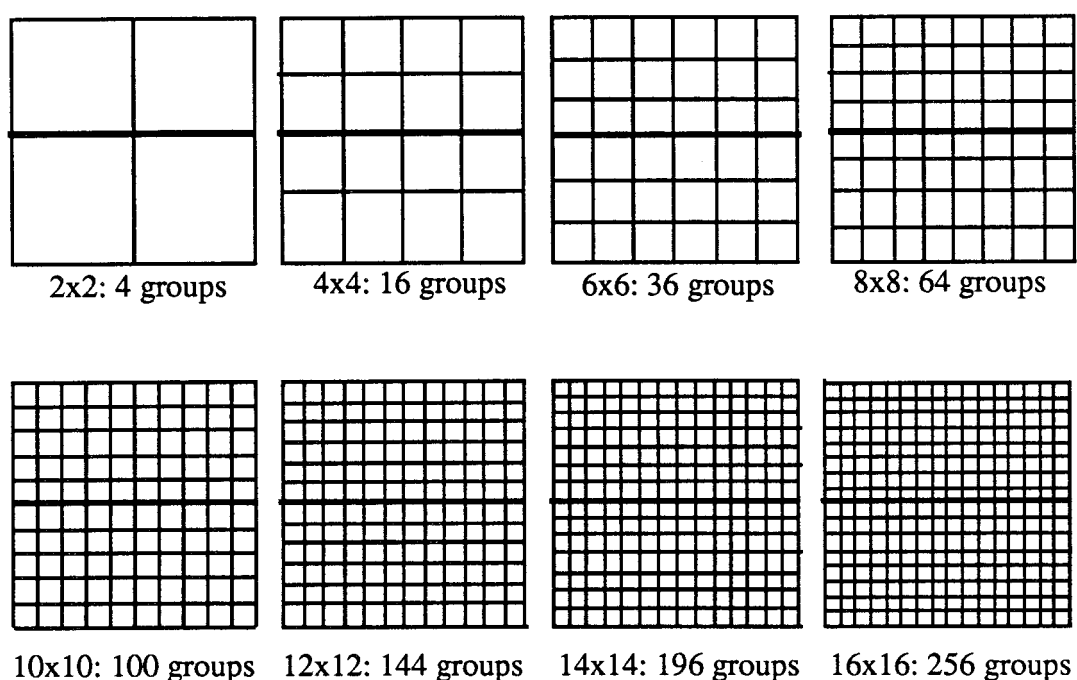 2x2: 4 groups
4x4: 16 groups
6x6: 36 groups
8x8: 64 groups
10x10: 100 groups
12x12: 144 groups
14x14: 196 groups
16x16: 256 groups